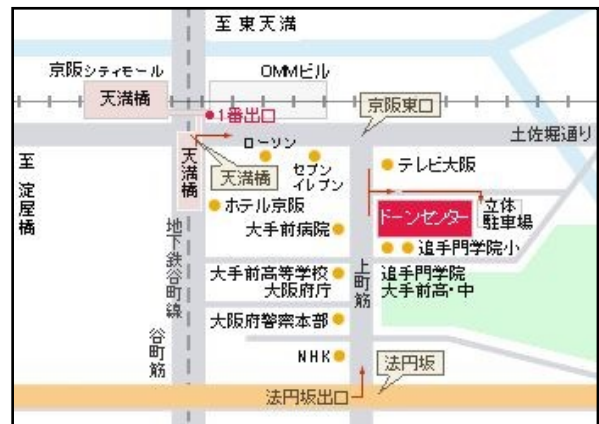 至 東天満
京阪シティモール
OMMビル
天満橋
1番出口
京阪東口
土佐堀通り
ローソン
セブン
イレブン
テレビ大阪
至 淀屋橋
天満橋
天満橋
ホテル京阪
ドーンセンター
立体
駐車場
大手前病院
追手門学院小
地下鉄谷町線
大手前高等学校
大阪府庁
上町筋
追手門学院
大手前高・中
大阪府警察本部
谷町筋
NHK
法円坂
法円坂出口